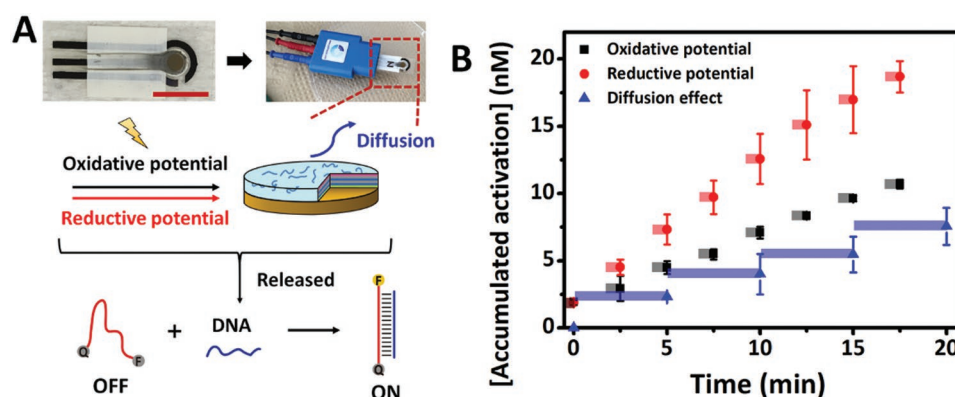 A
Oxidative potential
Reductive potential
Diffusion
Released
Q
F
OFF
+
DNA
F
Q
ON
B
[Accumulated activation] (nM)
20
15
10
5
0
Oxidative potential
Reductive potential
Diffusion effect
0
5
10
15
20
Time (min)